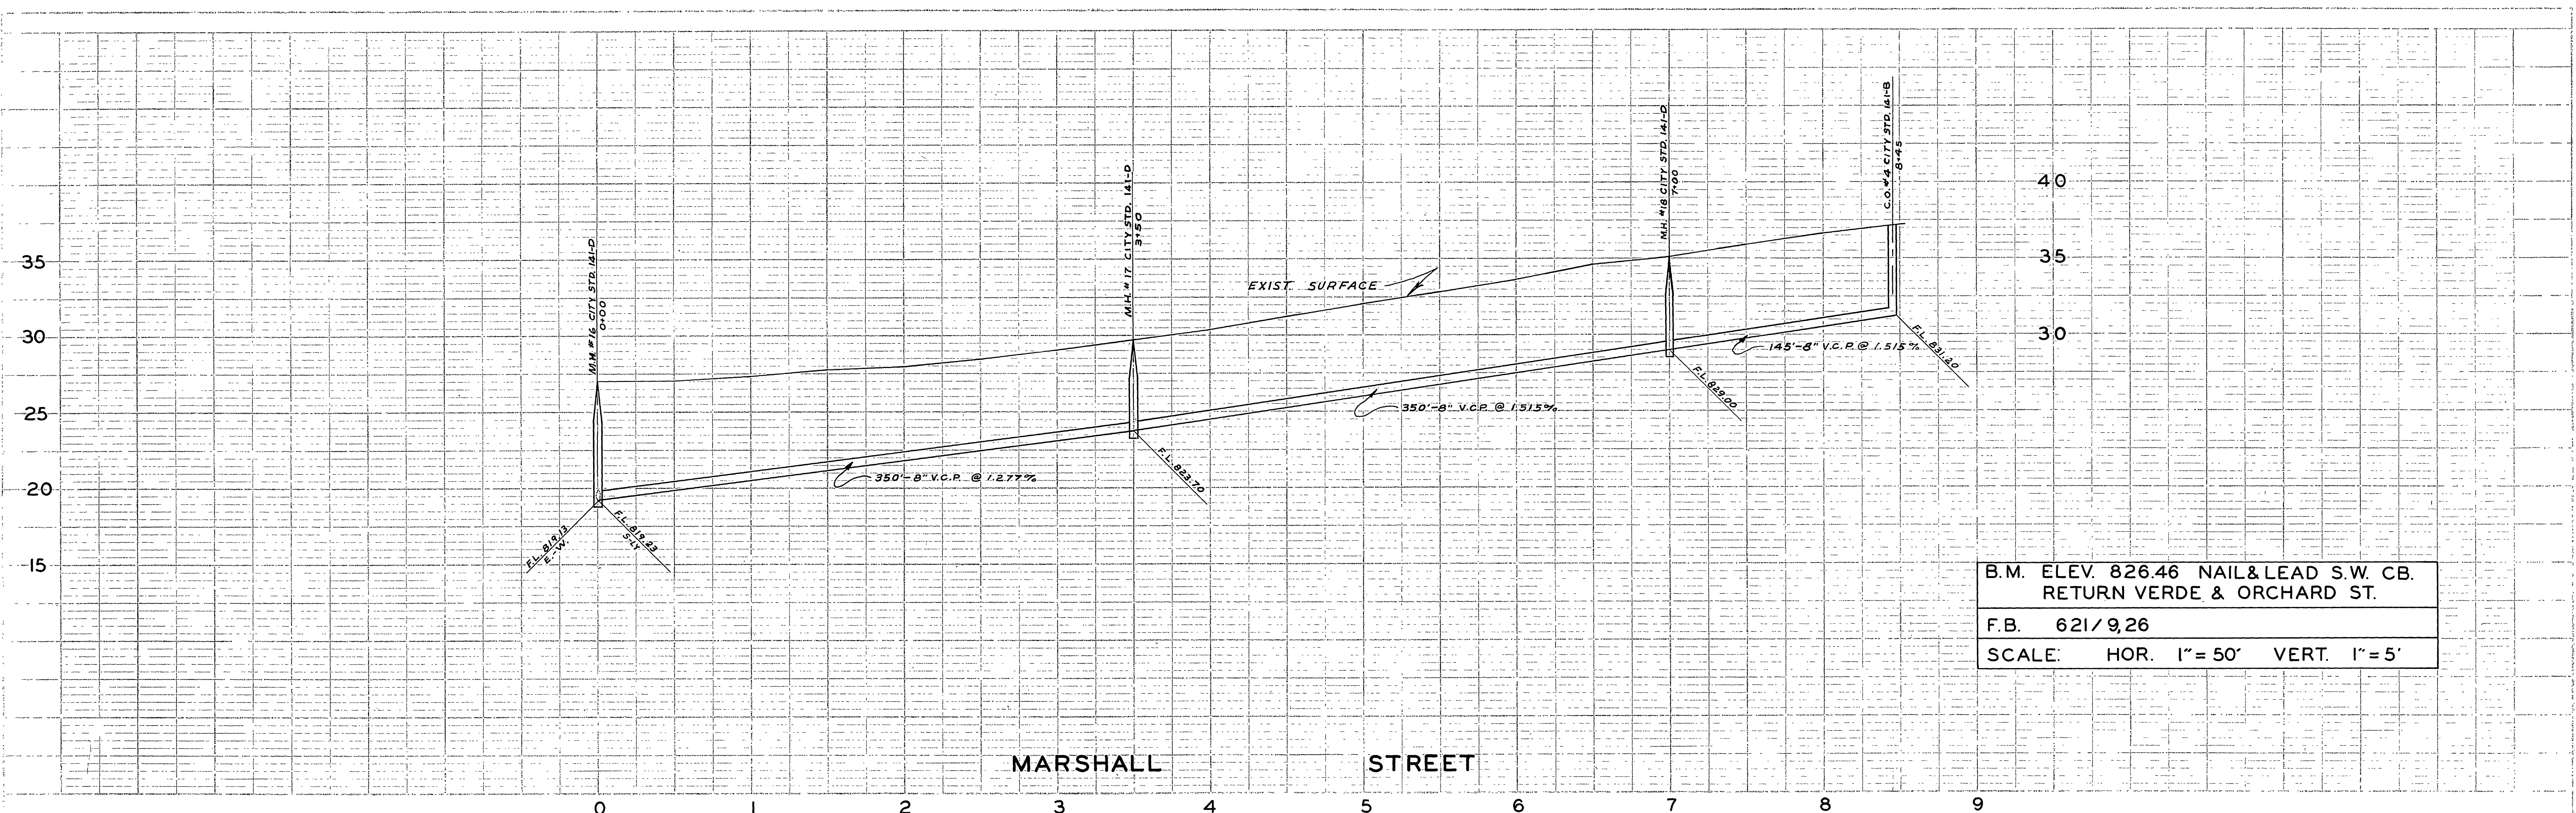 M.H. #16 CITY STD. 141-D
0+00
M.H. #17 CITY STD. 141-D
3+50
M.H. #18 CITY STD. 141-D
7+00
C.O. #4 CITY STD. 141-B
8+45
40
35
35
30
30
25
20
15
EXIST. SURFACE
145'-8" V.C.P. @ 1.515%
350'-8" V.C.P. @ 1.515%
350'-8" V.C.P. @ 1.277%
F.L. 831.20
F.L. 829.00
F.L. 823.70
F.L. 819.13
E.-W.
F.L. 819.23
S-LY
B.M. ELEV. 826.46 NAIL & LEAD S.W. CB.
RETURN VERDE & ORCHARD ST.
F.B. 621/9,26
SCALE: HOR. 1"=50' VERT. 1"=5'
MARSHALL STREET
0 1 2 3 4 5 6 7 8 9